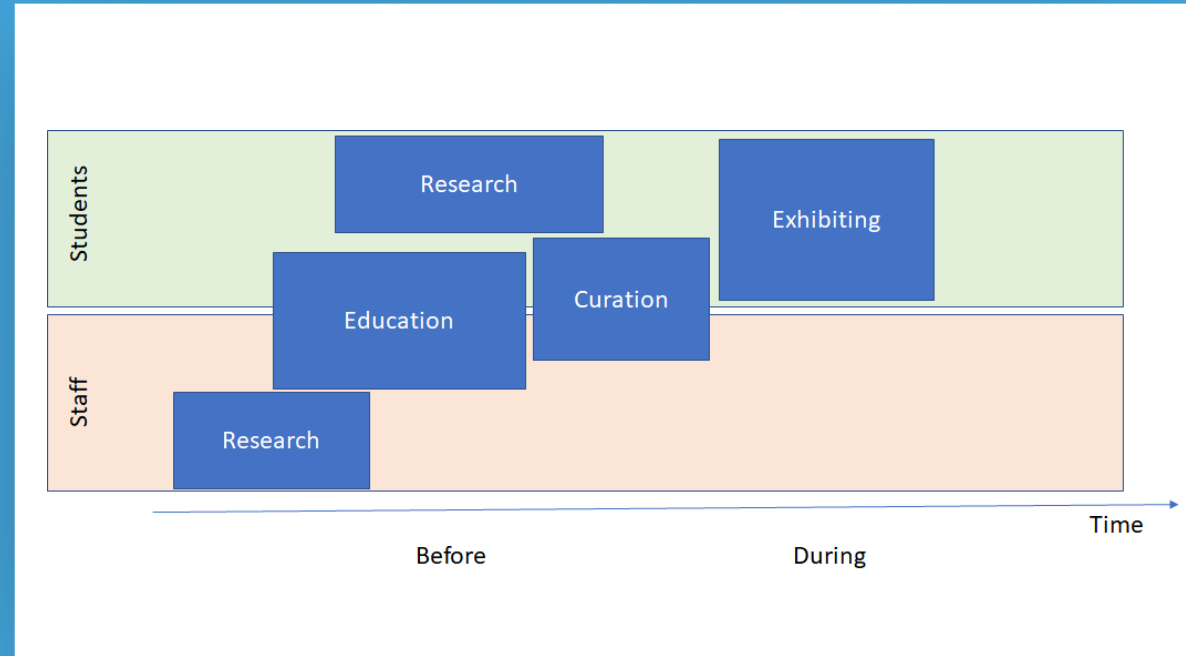 Students
Research
Exhibiting
Education
Curation
Staff
Research
Time
Before
During